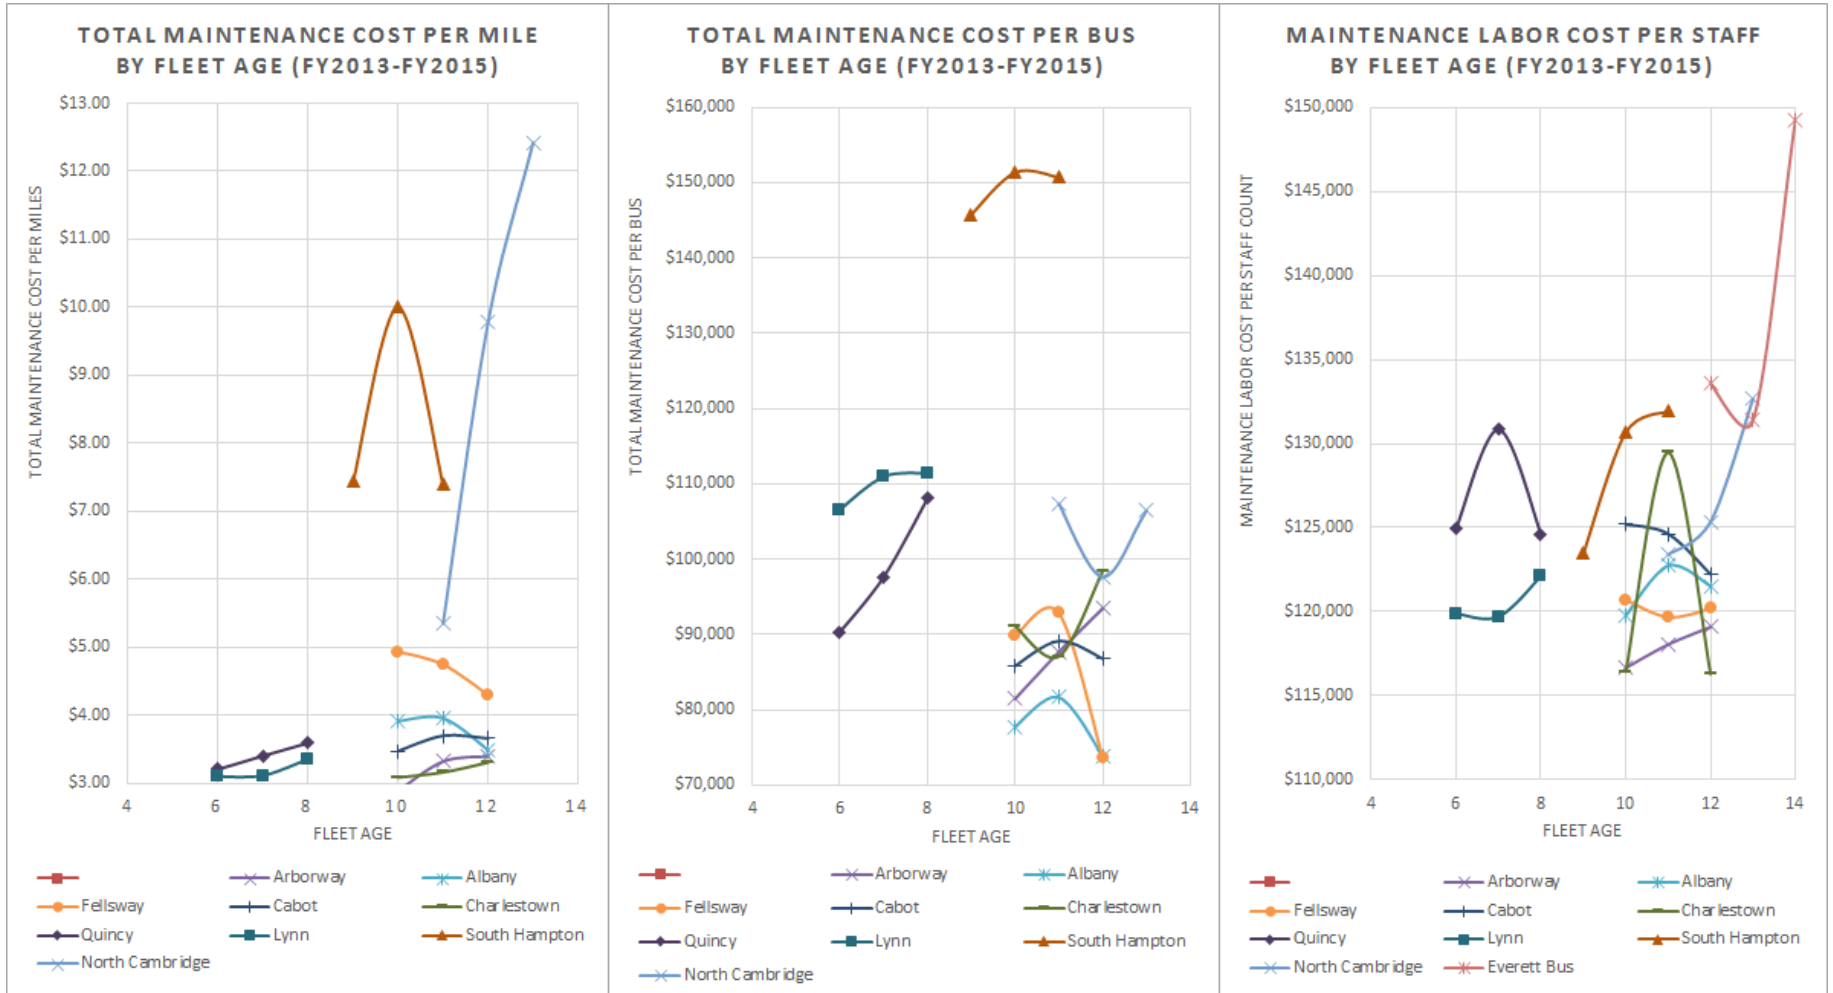 TOTAL MAINTENANCE COST PER MILE
BY FLEET AGE (FY2013-FY2015)
TOTAL MAINTENANCE COST PER MILES
$13.00
$12.00
$11.00
$10.00
$9.00
$8.00
$7.00
$6.00
$5.00
$4.00
$3.00
4 6 8 10 12 14
FLEET AGE
Arborway Albany
Fellsway Cabot Charlestown
Quincy Lynn South Hampton
North Cambridge
TOTAL MAINTENANCE COST PER BUS
BY FLEET AGE (FY2013-FY2015)
TOTAL MAINTENANCE COST PER BUS
$160,000
$150,000
$140,000
$130,000
$120,000
$110,000
$100,000
$90,000
$80,000
$70,000
4 6 8 10 12 14
FLEET AGE
Arborway Albany
Fellsway Cabot Charlestown
Quincy Lynn South Hampton
North Cambridge
MAINTENANCE LABOR COST PER STAFF
BY FLEET AGE (FY2013-FY2015)
MAINTENANCE LABOR COST PER STAFF COUNT
$150,000
$145,000
$140,000
$135,000
$130,000
$125,000
$120,000
$115,000
$110,000
4 6 8 10 12 14
FLEET AGE
Arborway Albany
Fellsway Cabot Charlestown
Quincy Lynn South Hampton
North Cambridge Everett Bus